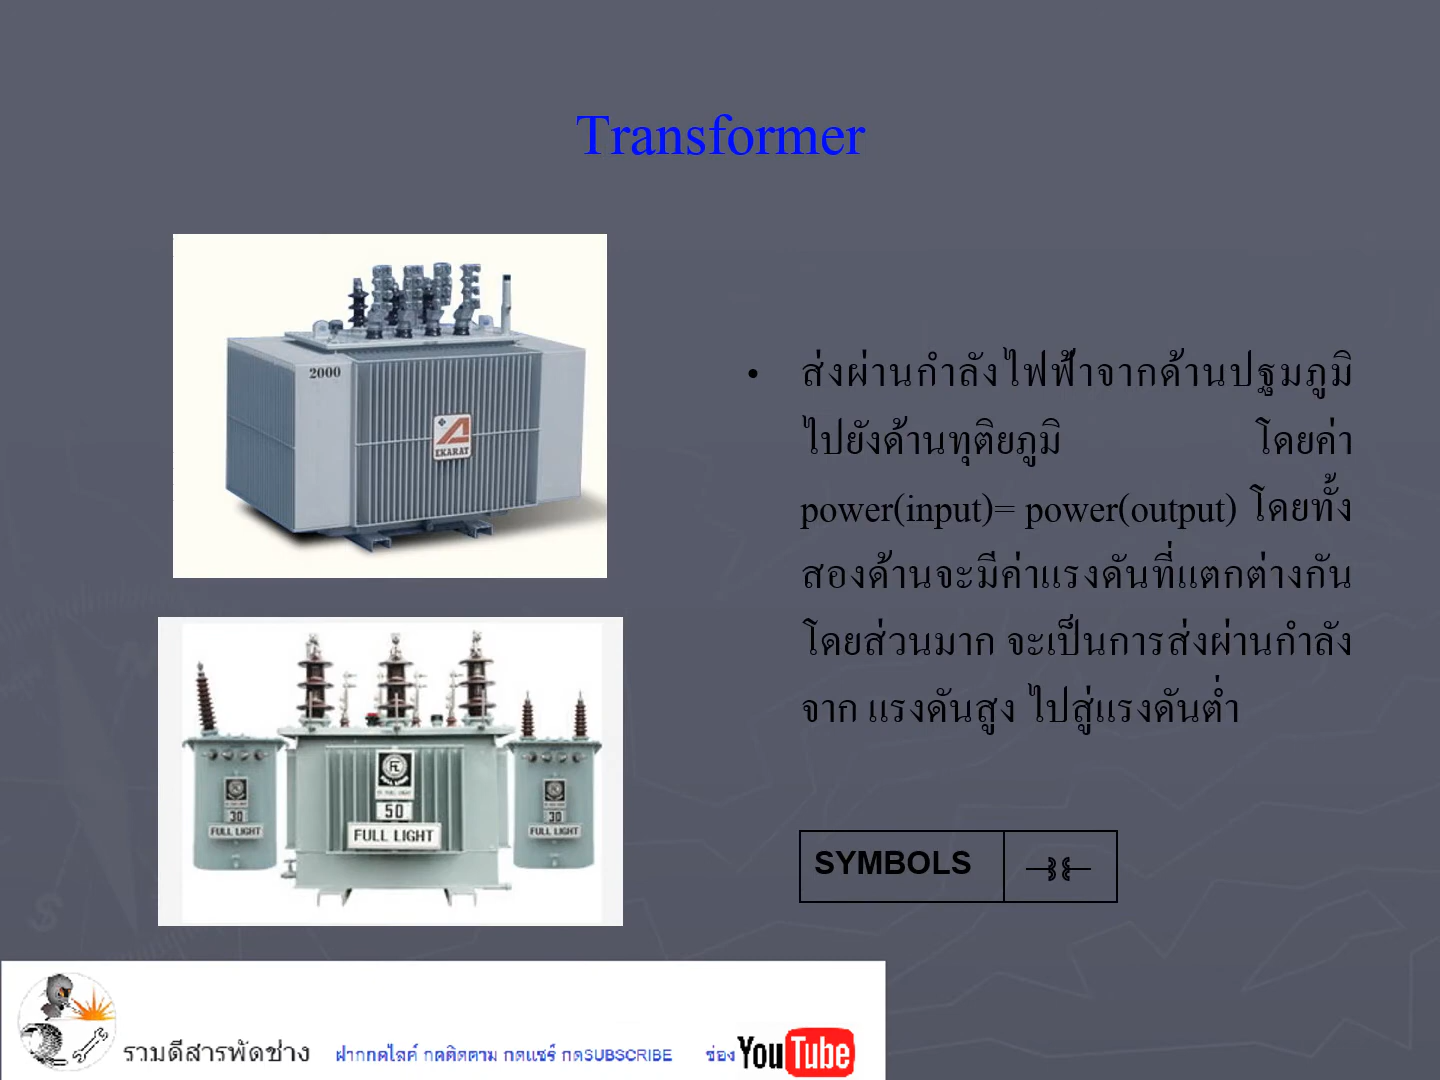 Transformer
2000
EKARAT
• ส่งผ่านกำลังไฟฟ้าจากด้านปฐมภูมิ
ไปยังด้านทุติยภูมิ โดยค่า
power(input)= power(output) โดยทั้ง
สองด้านจะมีค่าแรงดันที่แตกต่างกัน
โดยส่วนมาก จะเป็นการส่งผ่านกำลัง
จาก แรงดันสูง ไปสู่แรงดันต่ำ
30
FULL LIGHT
50
FULL LIGHT
30
FULL LIGHT
SYMBOLS
รวมดีสารพัดช่าง ฝากกดไลค์ กดติดตาม กดแชร์ กดSUBSCRIBE ช่อง YouTube